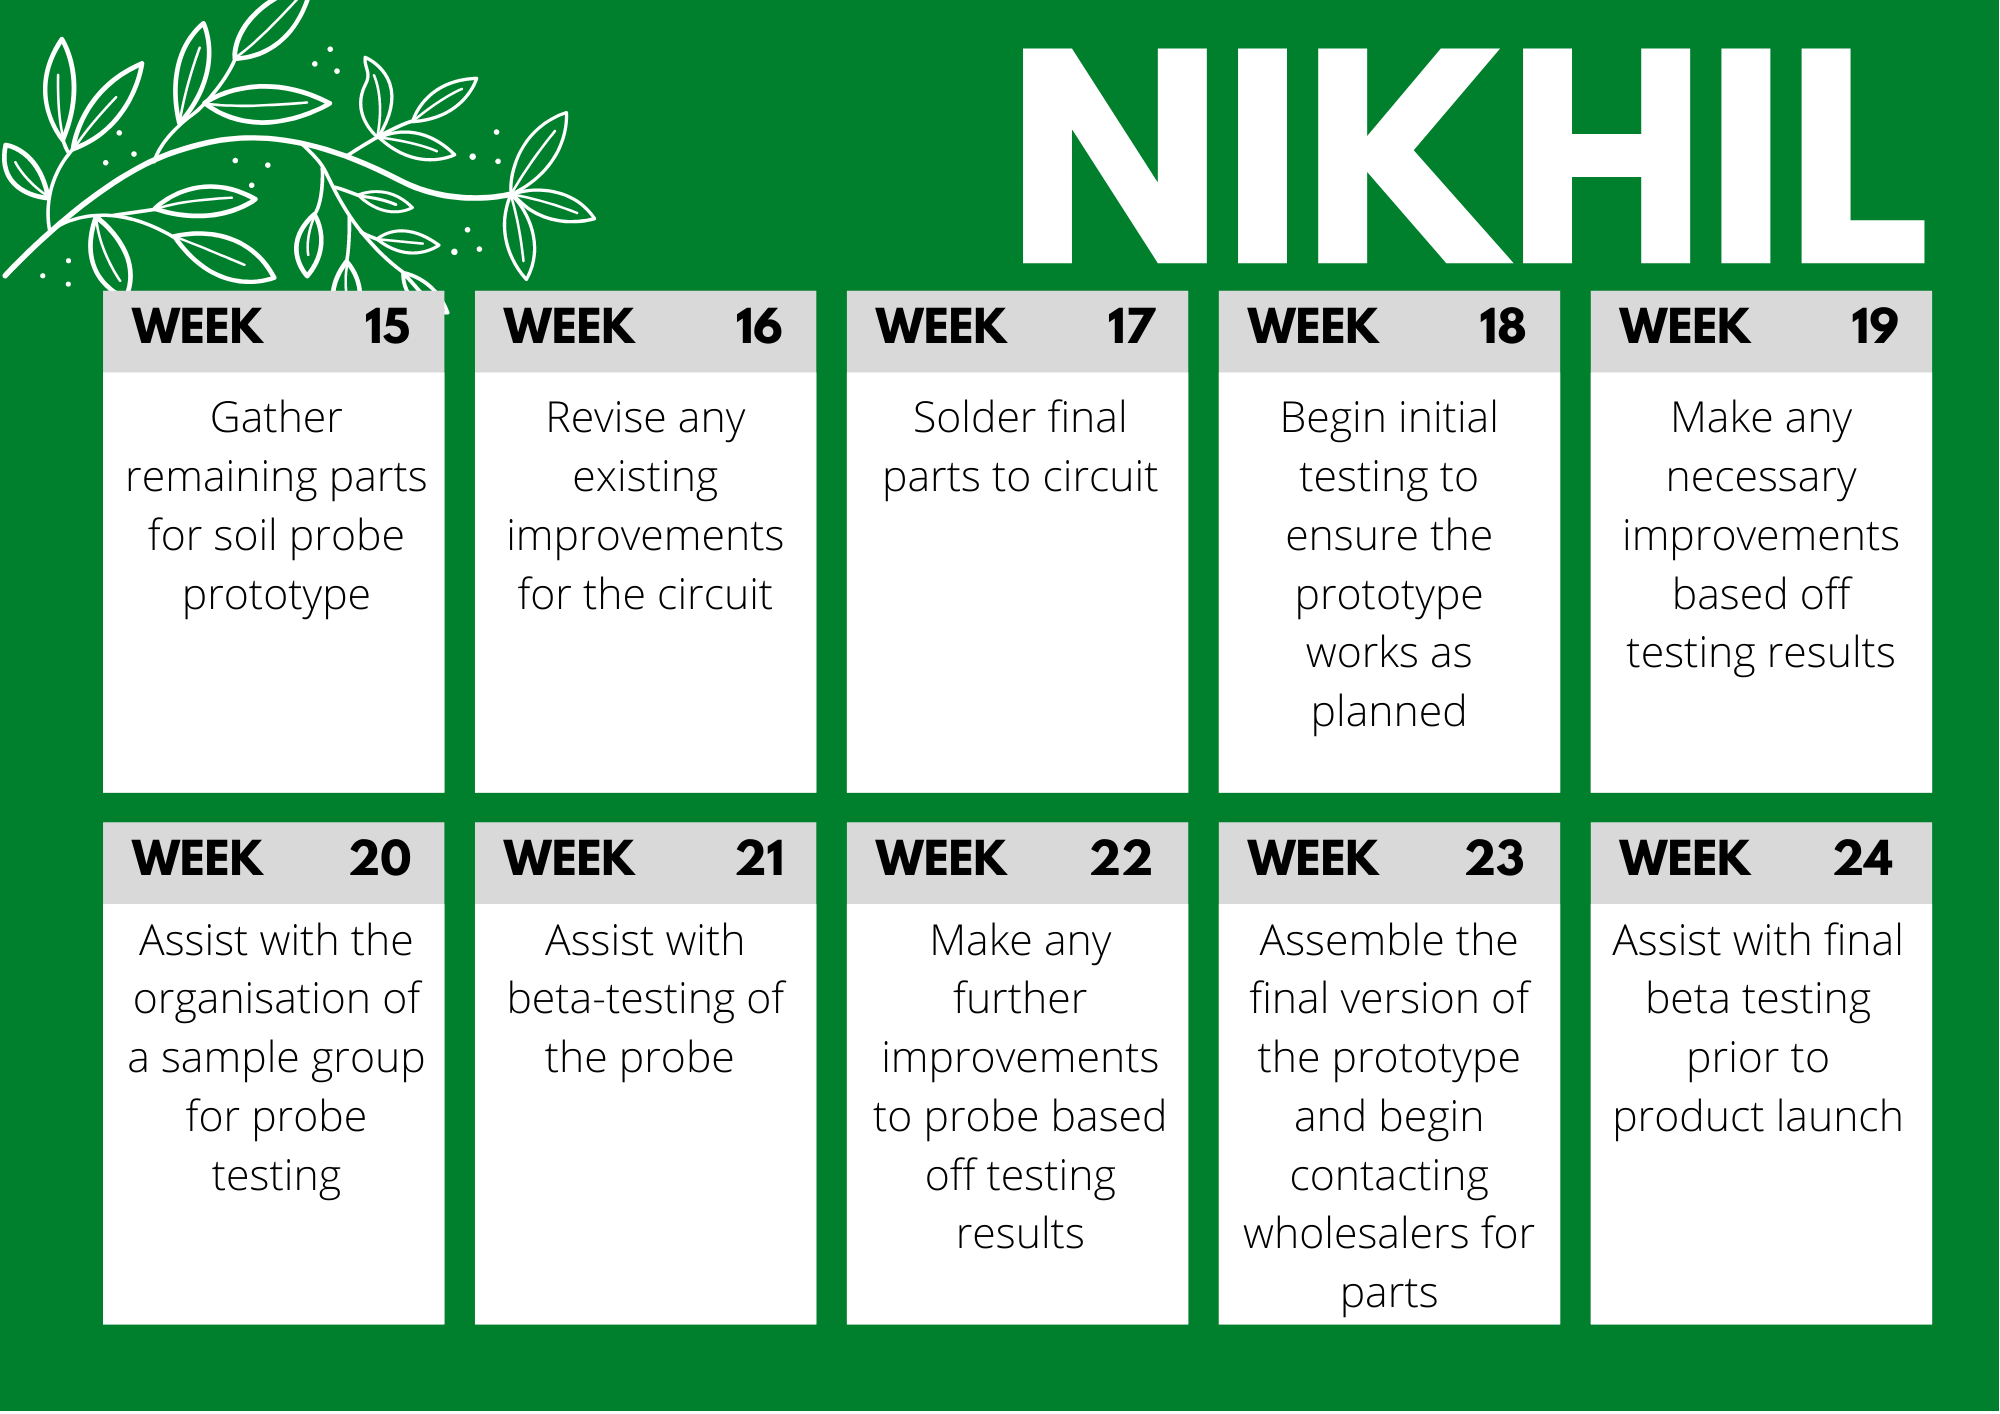 NIKHIL
WEEK 15
Gather
remaining parts
for soil probe
prototype
WEEK 16
Revise any
existing
improvements
for the circuit
WEEK 17
Solder final
parts to circuit
WEEK 18
Begin initial
testing to
ensure the
prototype
works as
planned
WEEK 19
Make any
necessary
improvements
based off
testing results
WEEK 20
Assist with the
organisation of
a sample group
for probe
testing
WEEK 21
Assist with
beta-testing of
the probe
WEEK 22
Make any
further
improvements
to probe based
off testing
results
WEEK 23
Assemble the
final version of
the prototype
and begin
contacting
wholesalers for
parts
WEEK 24
Assist with final
beta testing
prior to
product launch